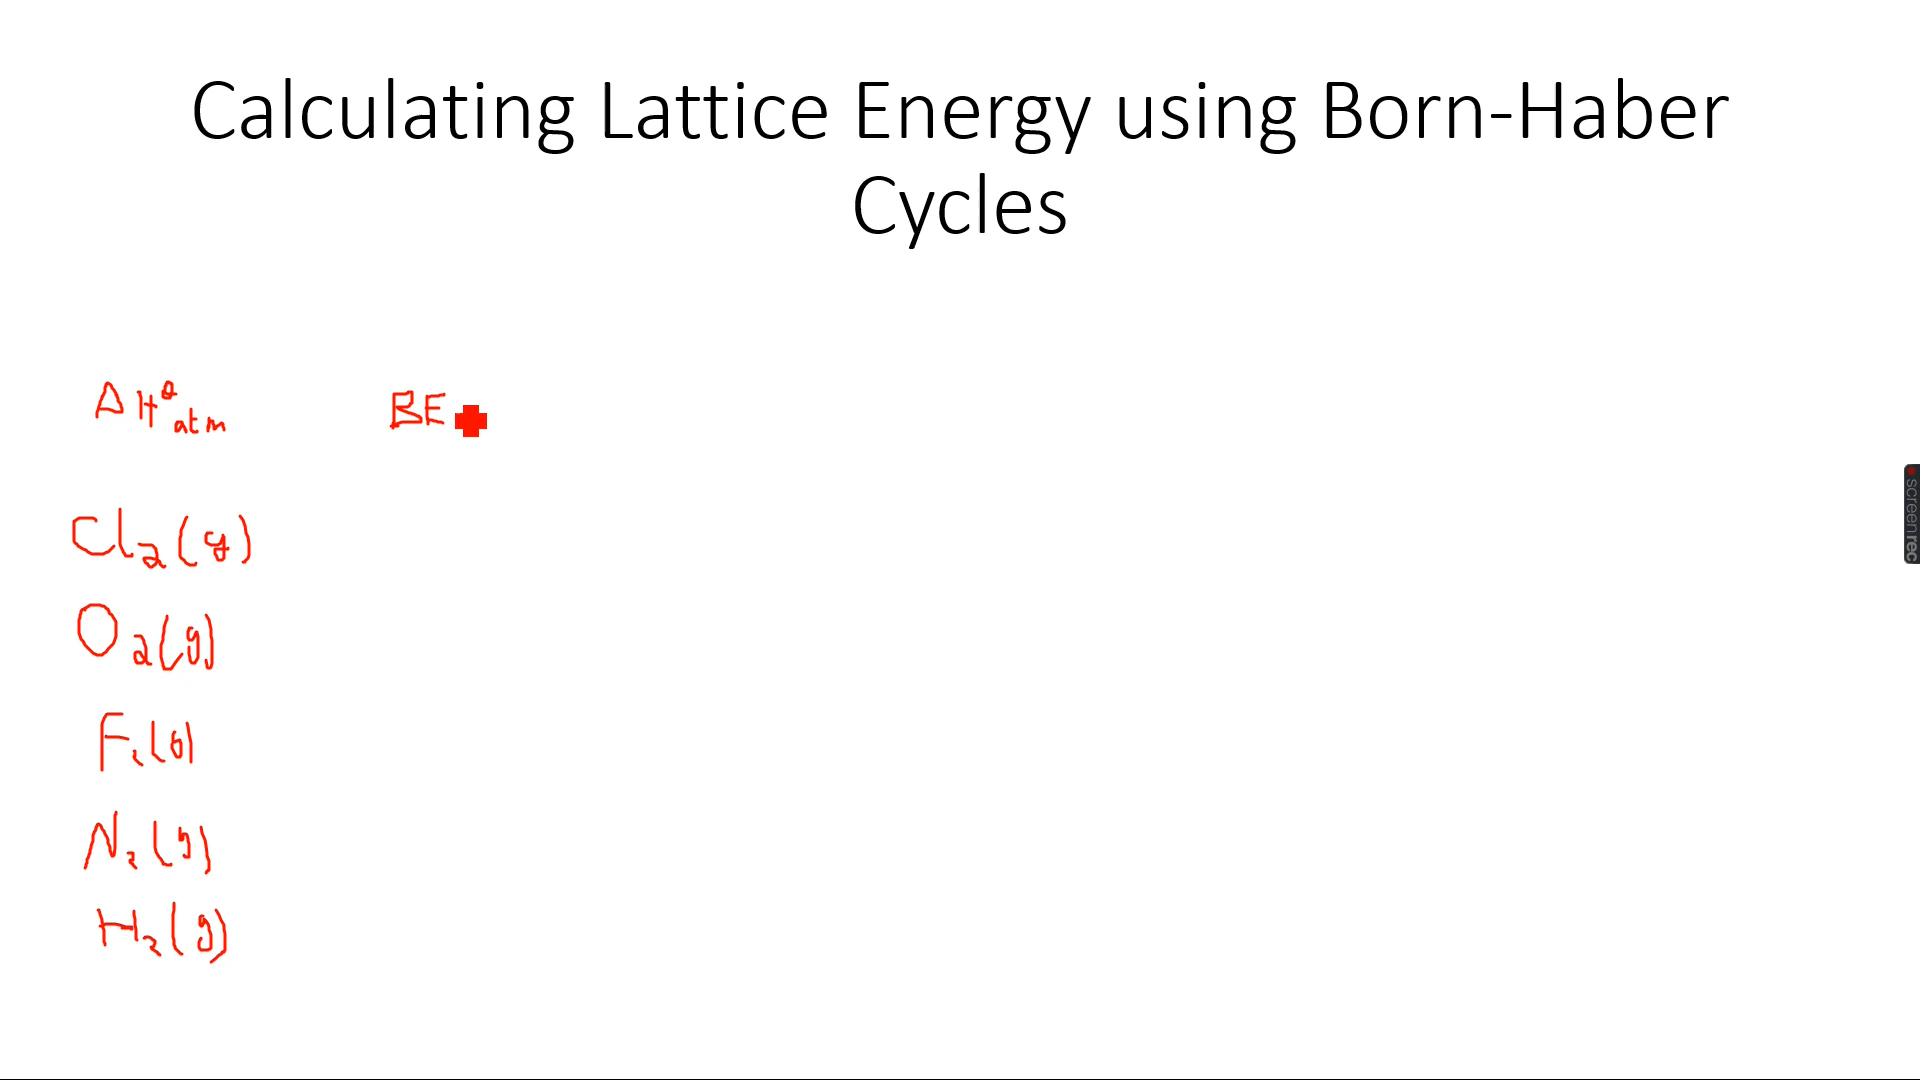 Calculating Lattice Energy using Born-Haber
Cycles
ΔH°atm BE
Cl₂(g)
O₂(g)
F₂(g)
N₂(g)
H₂(g)
screenrec